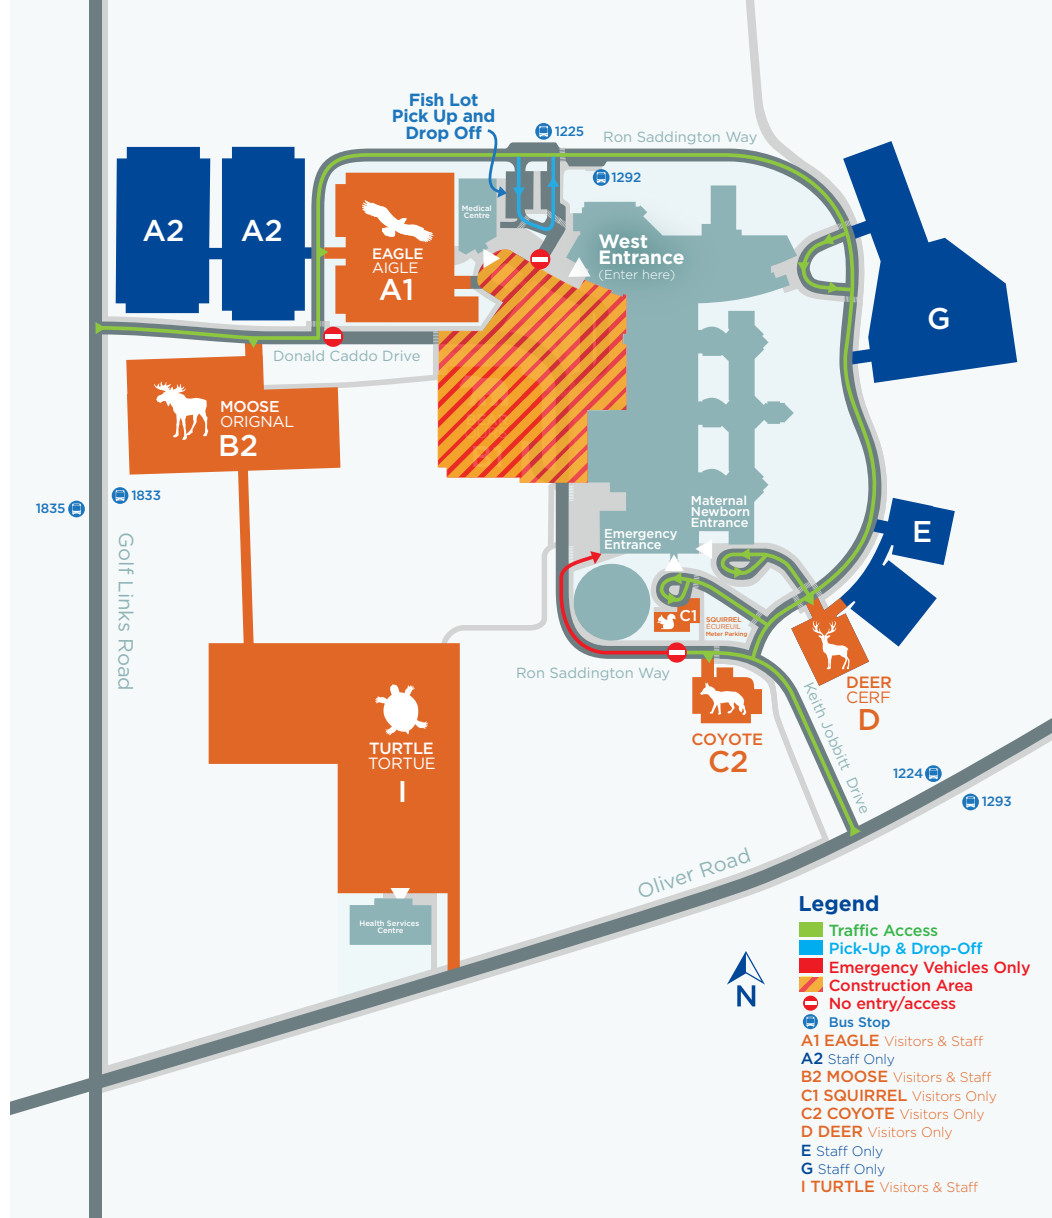 Fish Lot
Pick Up and
Drop Off
1225
Ron Saddington Way
1292
A2
A2
Medical
Centre
West
Entrance
(Enter here)
EAGLE
AIGLE
A1
G
Donald Caddo Drive
MOOSE
ORIGNAL
B2
1835
1833
Golf Links Road
Maternal
Newborn
Entrance
Emergency
Entrance
E
C1
SQUIRREL
ÉCUREUIL
Meter Parking
Ron Saddington Way
DEER
CERF
D
Keith Jobbitt Drive
COYOTE
C2
TURTLE
TORTUE
I
1224
1293
Oliver Road
Health Services
Centre
N
Legend
Traffic Access
Pick-Up & Drop-Off
Emergency Vehicles Only
Construction Area
No entry/access
Bus Stop
A1 EAGLE Visitors & Staff
A2 Staff Only
B2 MOOSE Visitors & Staff
C1 SQUIRREL Visitors Only
C2 COYOTE Visitors Only
D DEER Visitors Only
E Staff Only
G Staff Only
I TURTLE Visitors & Staff